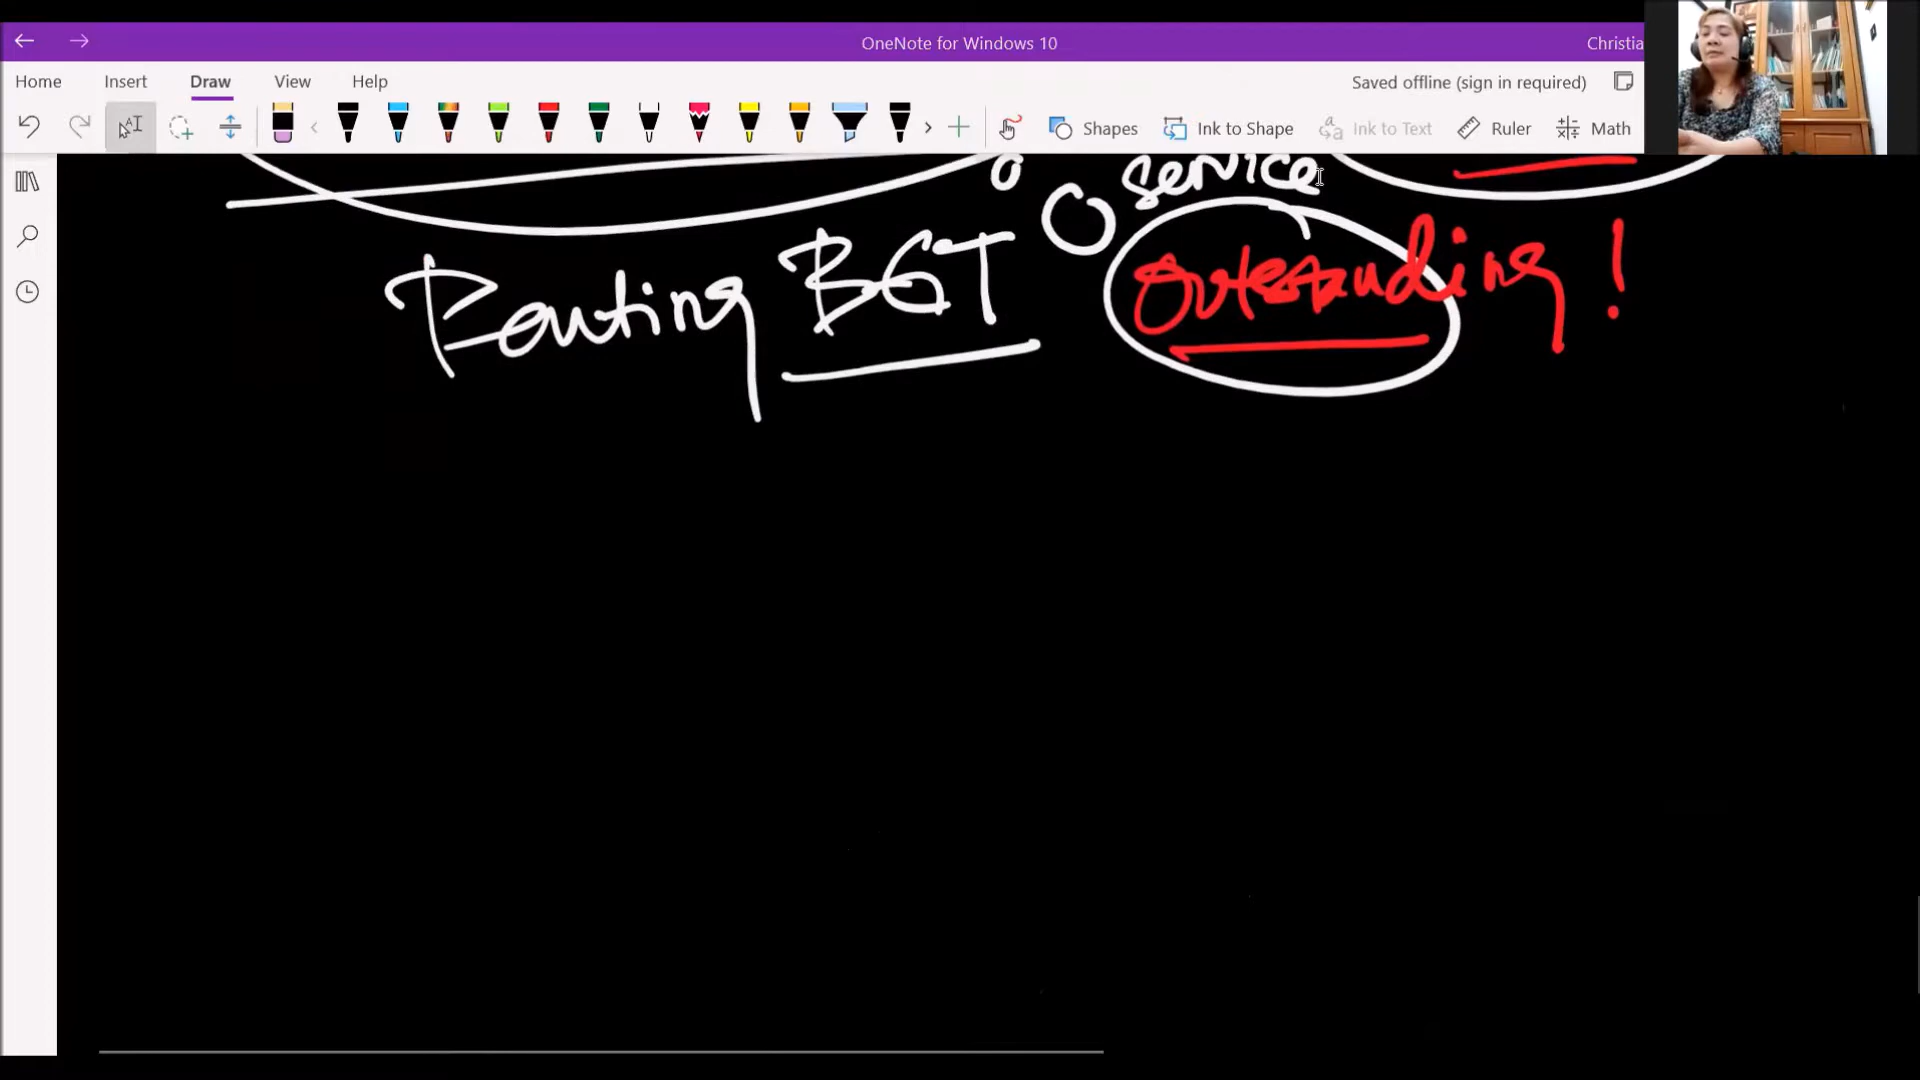 OneNote for Windows 10
Christia
Home Insert Draw View Help
Saved offline (sign in required)
Shapes Ink to Shape Ink to Text Ruler Math
service
Routing BGT Outstanding!